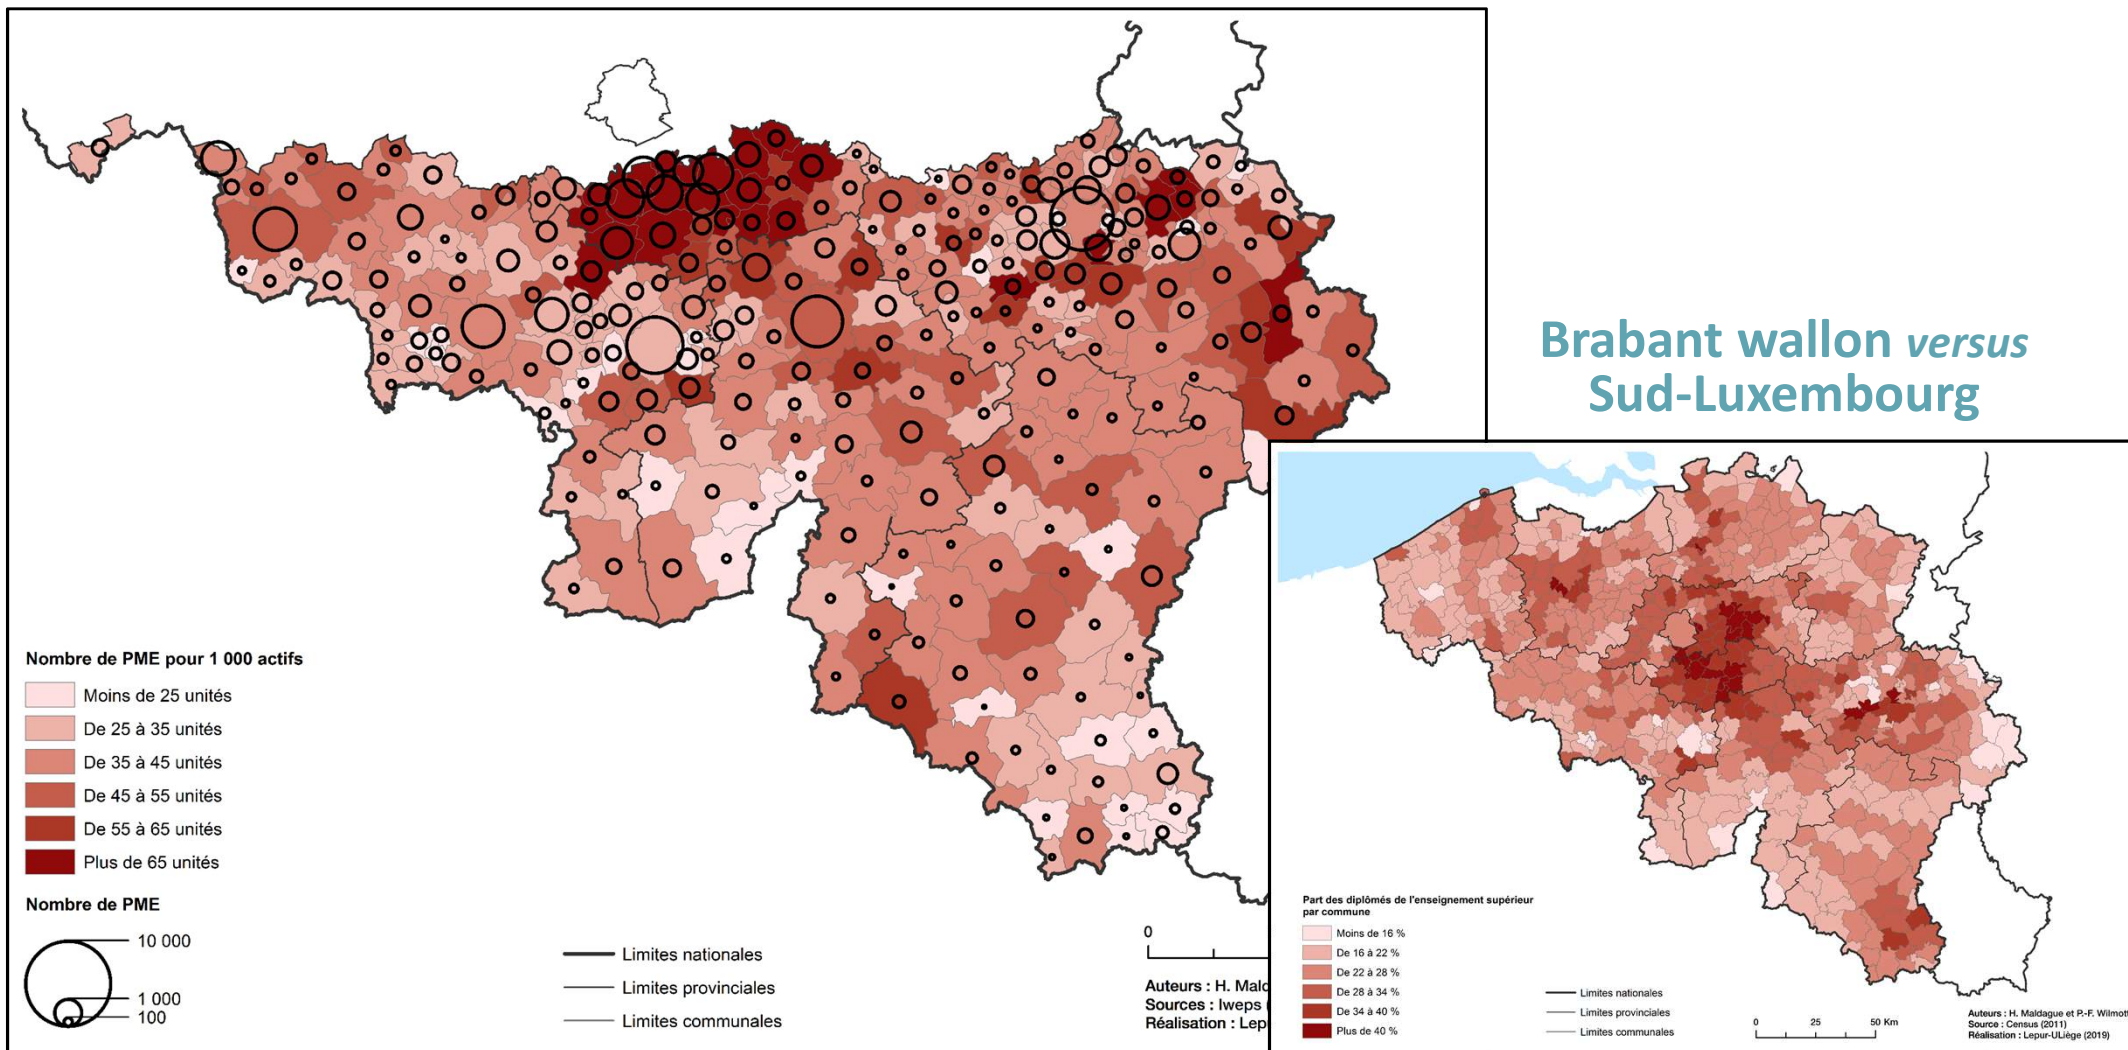 Brabant wallon versus
Sud-Luxembourg
Nombre de PME pour 1 000 actifs
Moins de 25 unités
De 25 à 35 unités
De 35 à 45 unités
De 45 à 55 unités
De 55 à 65 unités
Plus de 65 unités
Nombre de PME
10 000
1 000
100
Limites nationales
Limites provinciales
Limites communales
0
Auteurs : H.
Sources : Iweps
Réalisation :
Part des diplômés de l'enseignement supérieur
par commune
Moins de 16 %
De 16 à 22 %
De 22 à 28 %
De 28 à 34 %
De 34 à 40 %
Plus de 40 %
Limites nationales
Limites provinciales
Limites communales
0 25 50 Km
Auteurs : H. Maldague et P.-F. Wilmott
Source : Census (2011)
Réalisation : Lepur-ULiège (2019)